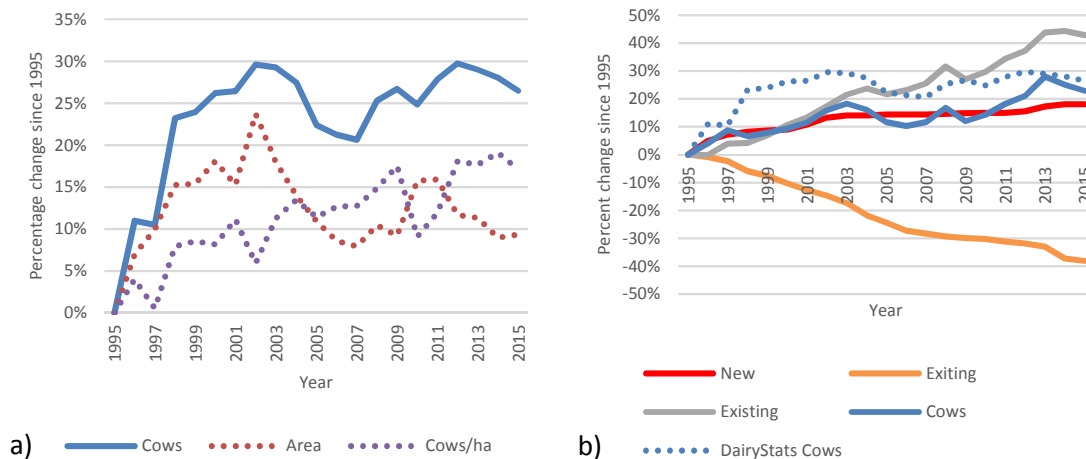 35%
30%
25%
20%
15%
10%
5%
0%
Percentage change since 1995
1995
1997
1999
2001
2003
2005
2007
2009
2011
2013
2015
Year
a)
Cows
Area
Cows/ha
50%
40%
30%
20%
10%
0%
-10%
-20%
-30%
-40%
-50%
Percent change since 1995
1995
1997
1999
2001
2003
2005
2007
2009
2011
2013
2015
Year
New
Exiting
Existing
Cows
b)
DairyStats Cows